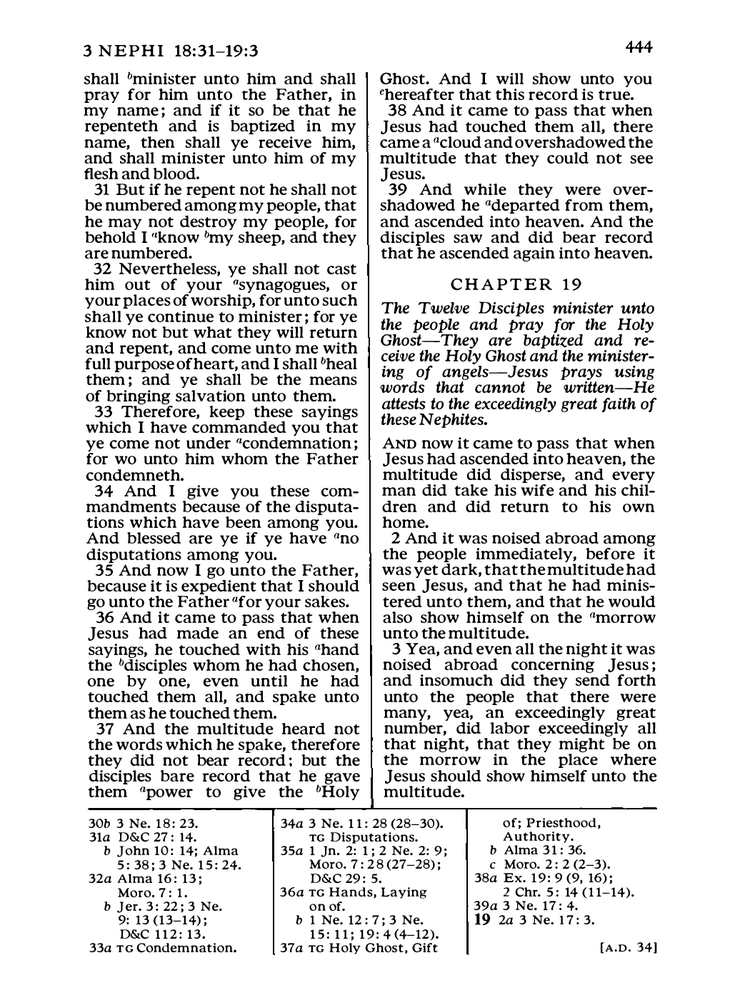 3 NEPHI 18:31–19:3
444
shall bminister unto him and shall
pray for him unto the Father, in
my name; and if it so be that he
repenteth and is baptized in my
name, then shall ye receive him,
and shall minister unto him of my
flesh and blood.
31 But if he repent not he shall not
be numbered among my people, that
he may not destroy my people, for
behold I aknow bmy sheep, and they
are numbered.
32 Nevertheless, ye shall not cast
him out of your asynagogues, or
your places of worship, for unto such
shall ye continue to minister; for ye
know not but what they will return
and repent, and come unto me with
full purpose of heart, and I shall bheal
them; and ye shall be the means
of bringing salvation unto them.
33 Therefore, keep these sayings
which I have commanded you that
ye come not under acondemnation;
for wo unto him whom the Father
condemneth.
34 And I give you these com-
mandments because of the disputa-
tions which have been among you.
And blessed are ye if ye have ano
disputations among you.
35 And now I go unto the Father,
because it is expedient that I should
go unto the Father afor your sakes.
36 And it came to pass that when
Jesus had made an end of these
sayings, he touched with his ahand
the bdisciples whom he had chosen,
one by one, even until he had
touched them all, and spake unto
them as he touched them.
37 And the multitude heard not
the words which he spake, therefore
they did not bear record; but the
disciples bare record that he gave
them apower to give the bHoly
Ghost. And I will show unto you
chereafter that this record is true.
38 And it came to pass that when
Jesus had touched them all, there
came a acloud and overshadowed the
multitude that they could not see
Jesus.
39 And while they were over-
shadowed he adeparted from them,
and ascended into heaven. And the
disciples saw and did bear record
that he ascended again into heaven.
CHAPTER 19
The Twelve Disciples minister unto
the people and pray for the Holy
Ghost—They are baptized and re-
ceive the Holy Ghost and the minister-
ing of angels—Jesus prays using
words that cannot be written—He
attests to the exceedingly great faith of
these Nephites.
AND now it came to pass that when
Jesus had ascended into heaven, the
multitude did disperse, and every
man did take his wife and his chil-
dren and did return to his own
home.
2 And it was noised abroad among
the people immediately, before it
was yet dark, that the multitude had
seen Jesus, and that he had minis-
tered unto them, and that he would
also show himself on the amorrow
unto the multitude.
3 Yea, and even all the night it was
noised abroad concerning Jesus;
and insomuch did they send forth
unto the people that there were
many, yea, an exceedingly great
number, did labor exceedingly all
that night, that they might be on
the morrow in the place where
Jesus should show himself unto the
multitude.
30b 3 Ne. 18: 23.
31a D&C 27: 14.
b John 10: 14; Alma
5: 38; 3 Ne. 15: 24.
32a Alma 16: 13;
Moro. 7: 1.
b Jer. 3: 22; 3 Ne.
9: 13 (13–14);
D&C 112: 13.
33a TG Condemnation.
34a 3 Ne. 11: 28 (28–30).
TG Disputations.
35a 1 Jn. 2: 1; 2 Ne. 2: 9;
Moro. 7: 28 (27–28);
D&C 29: 5.
36a TG Hands, Laying
on of.
b 1 Ne. 12: 7; 3 Ne.
15: 11; 19: 4 (4–12).
37a TG Holy Ghost, Gift
of; Priesthood,
Authority.
b Alma 31: 36.
c Moro. 2: 2 (2–3).
38a Ex. 19: 9 (9, 16);
2 Chr. 5: 14 (11–14).
39a 3 Ne. 17: 4.
19 2a 3 Ne. 17: 3.
[A.D. 34]